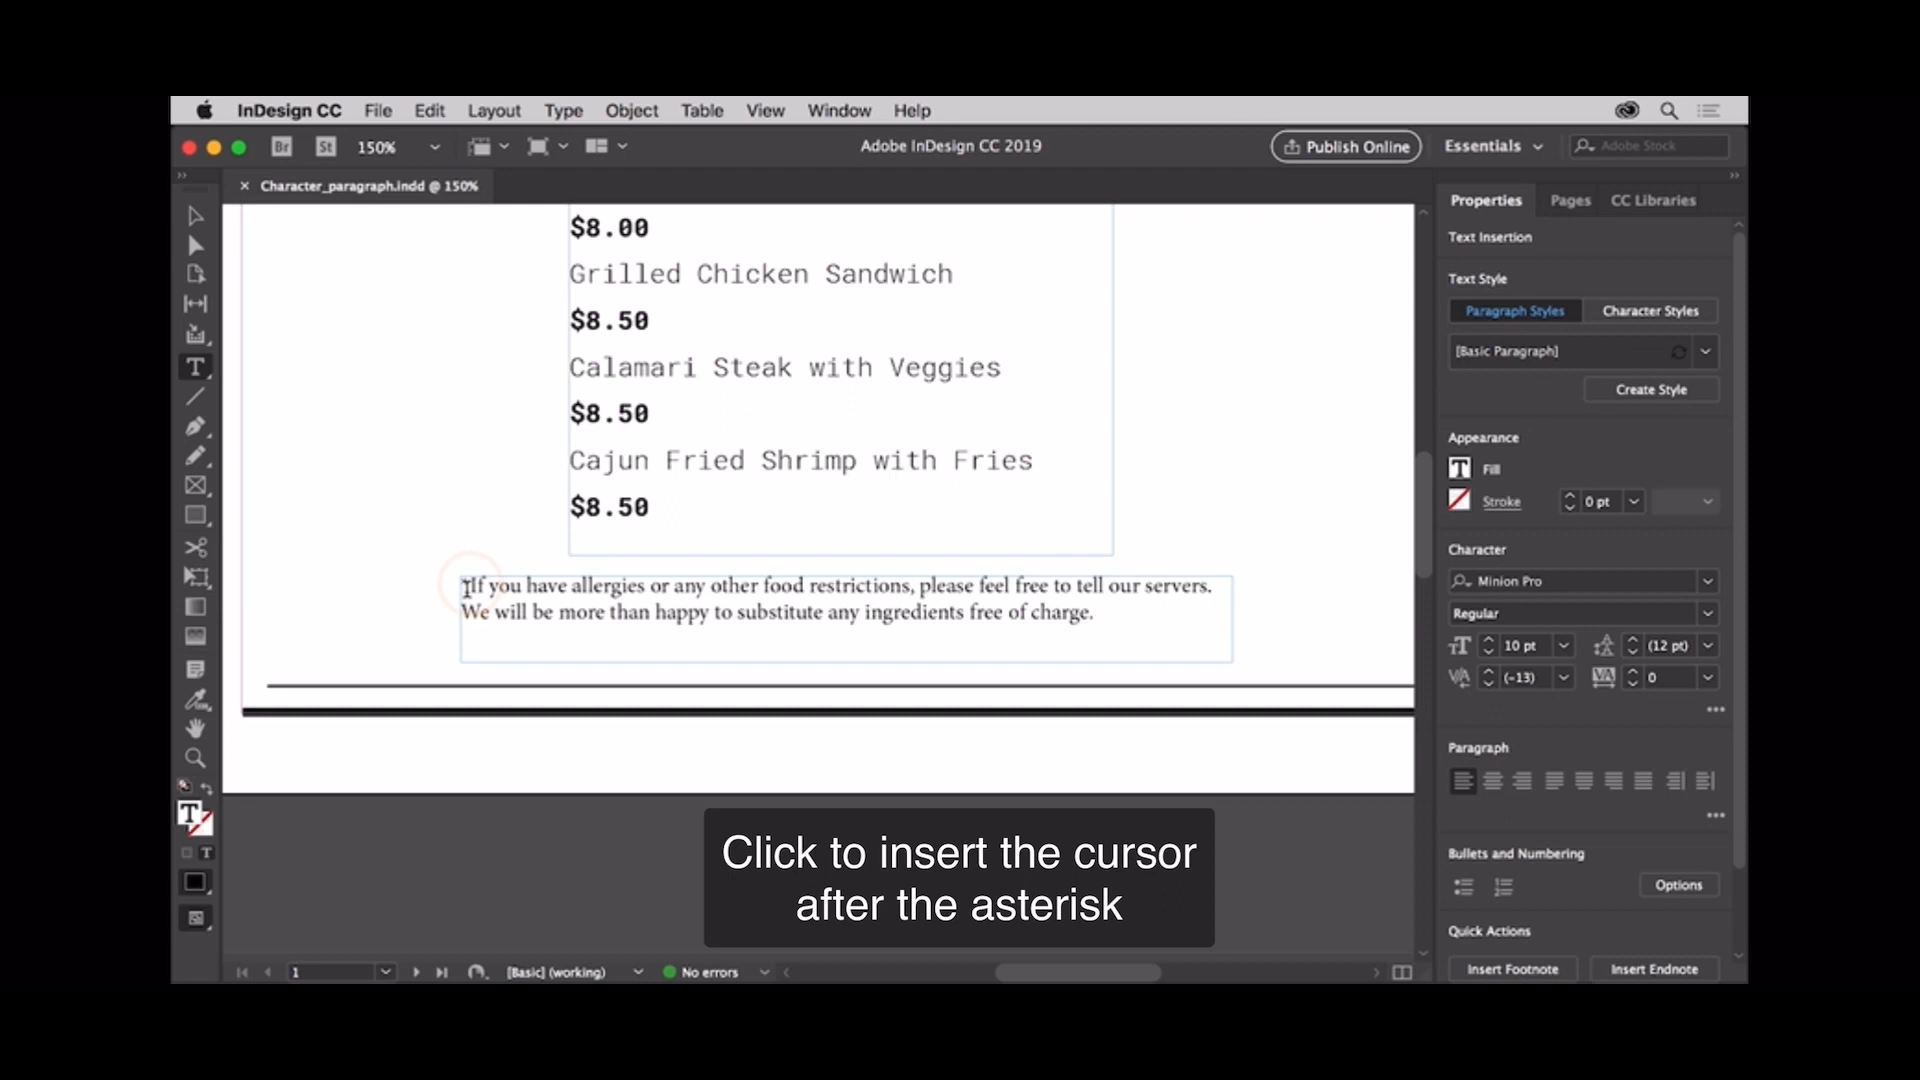 InDesign CC File Edit Layout Type Object Table View Window Help
Br St 150% Adobe InDesign CC 2019 Publish Online Essentials Adobe Stock
× Character_paragraph.indd @ 150%
Properties Pages CC Libraries
Text Insertion
Text Style
Paragraph Styles Character Styles
[Basic Paragraph]
Create Style
Appearance
Fill
Stroke 0 pt
Character
Minion Pro
Regular
10 pt (12 pt)
(-13) 0
Paragraph
Bullets and Numbering
Options
Quick Actions
Insert Footnote Insert Endnote
$8.00
Grilled Chicken Sandwich
$8.50
Calamari Steak with Veggies
$8.50
Cajun Fried Shrimp with Fries
$8.50
If you have allergies or any other food restrictions, please feel free to tell our servers.
We will be more than happy to substitute any ingredients free of charge.
Click to insert the cursor
after the asterisk
1 [Basic] (working) No errors